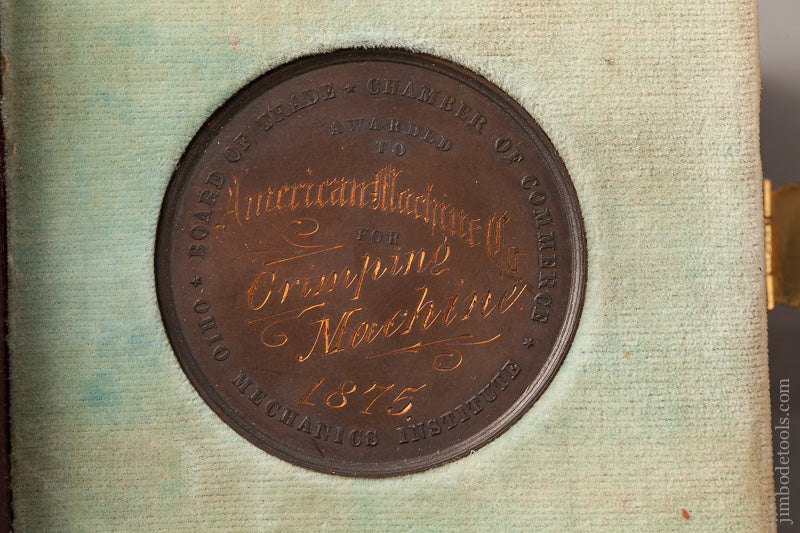 BOARD OF TRADE ★ CHAMBER OF COMMERCE ★
AWARDED
TO
American Machine Co
FOR
Crimping
Machine
1875
★ OHIO MECHANICS INSTITUTE
jimbodetools.com